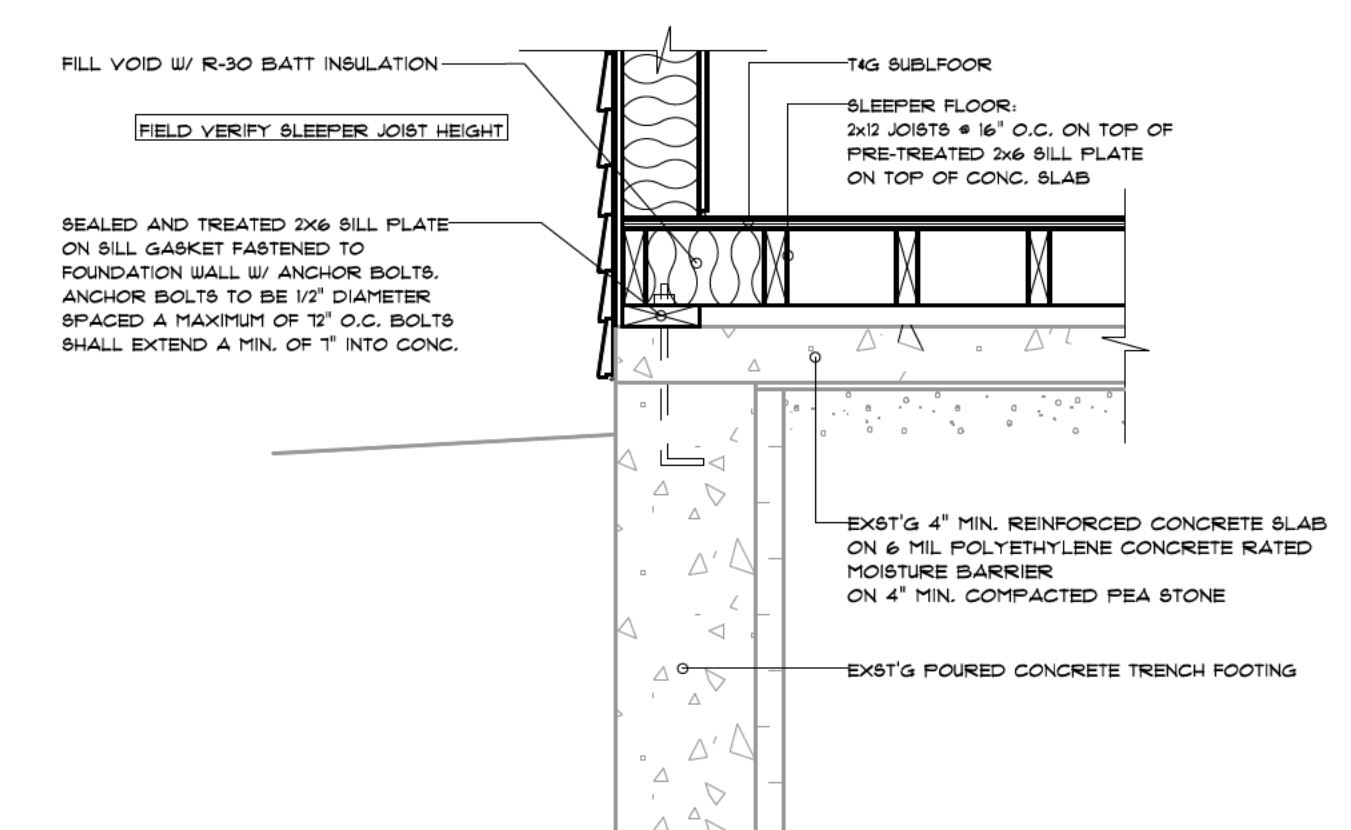 FILL VOID W/ R-30 BATT INSULATION
FIELD VERIFY SLEEPER JOIST HEIGHT
SEALED AND TREATED 2X6 SILL PLATE
ON SILL GASKET FASTENED TO
FOUNDATION WALL W/ ANCHOR BOLTS.
ANCHOR BOLTS TO BE 1/2" DIAMETER
SPACED A MAXIMUM OF 72" O.C. BOLTS
SHALL EXTEND A MIN. OF 7" INTO CONC.
T&G SUBLFOOR
SLEEPER FLOOR:
2x12 JOISTS @ 16" O.C. ON TOP OF
PRE-TREATED 2x6 SILL PLATE
ON TOP OF CONC. SLAB
EXST'G 4" MIN. REINFORCED CONCRETE SLAB
ON 6 MIL POLYETHYLENE CONCRETE RATED
MOISTURE BARRIER
ON 4" MIN. COMPACTED PEA STONE
EXST'G POURED CONCRETE TRENCH FOOTING